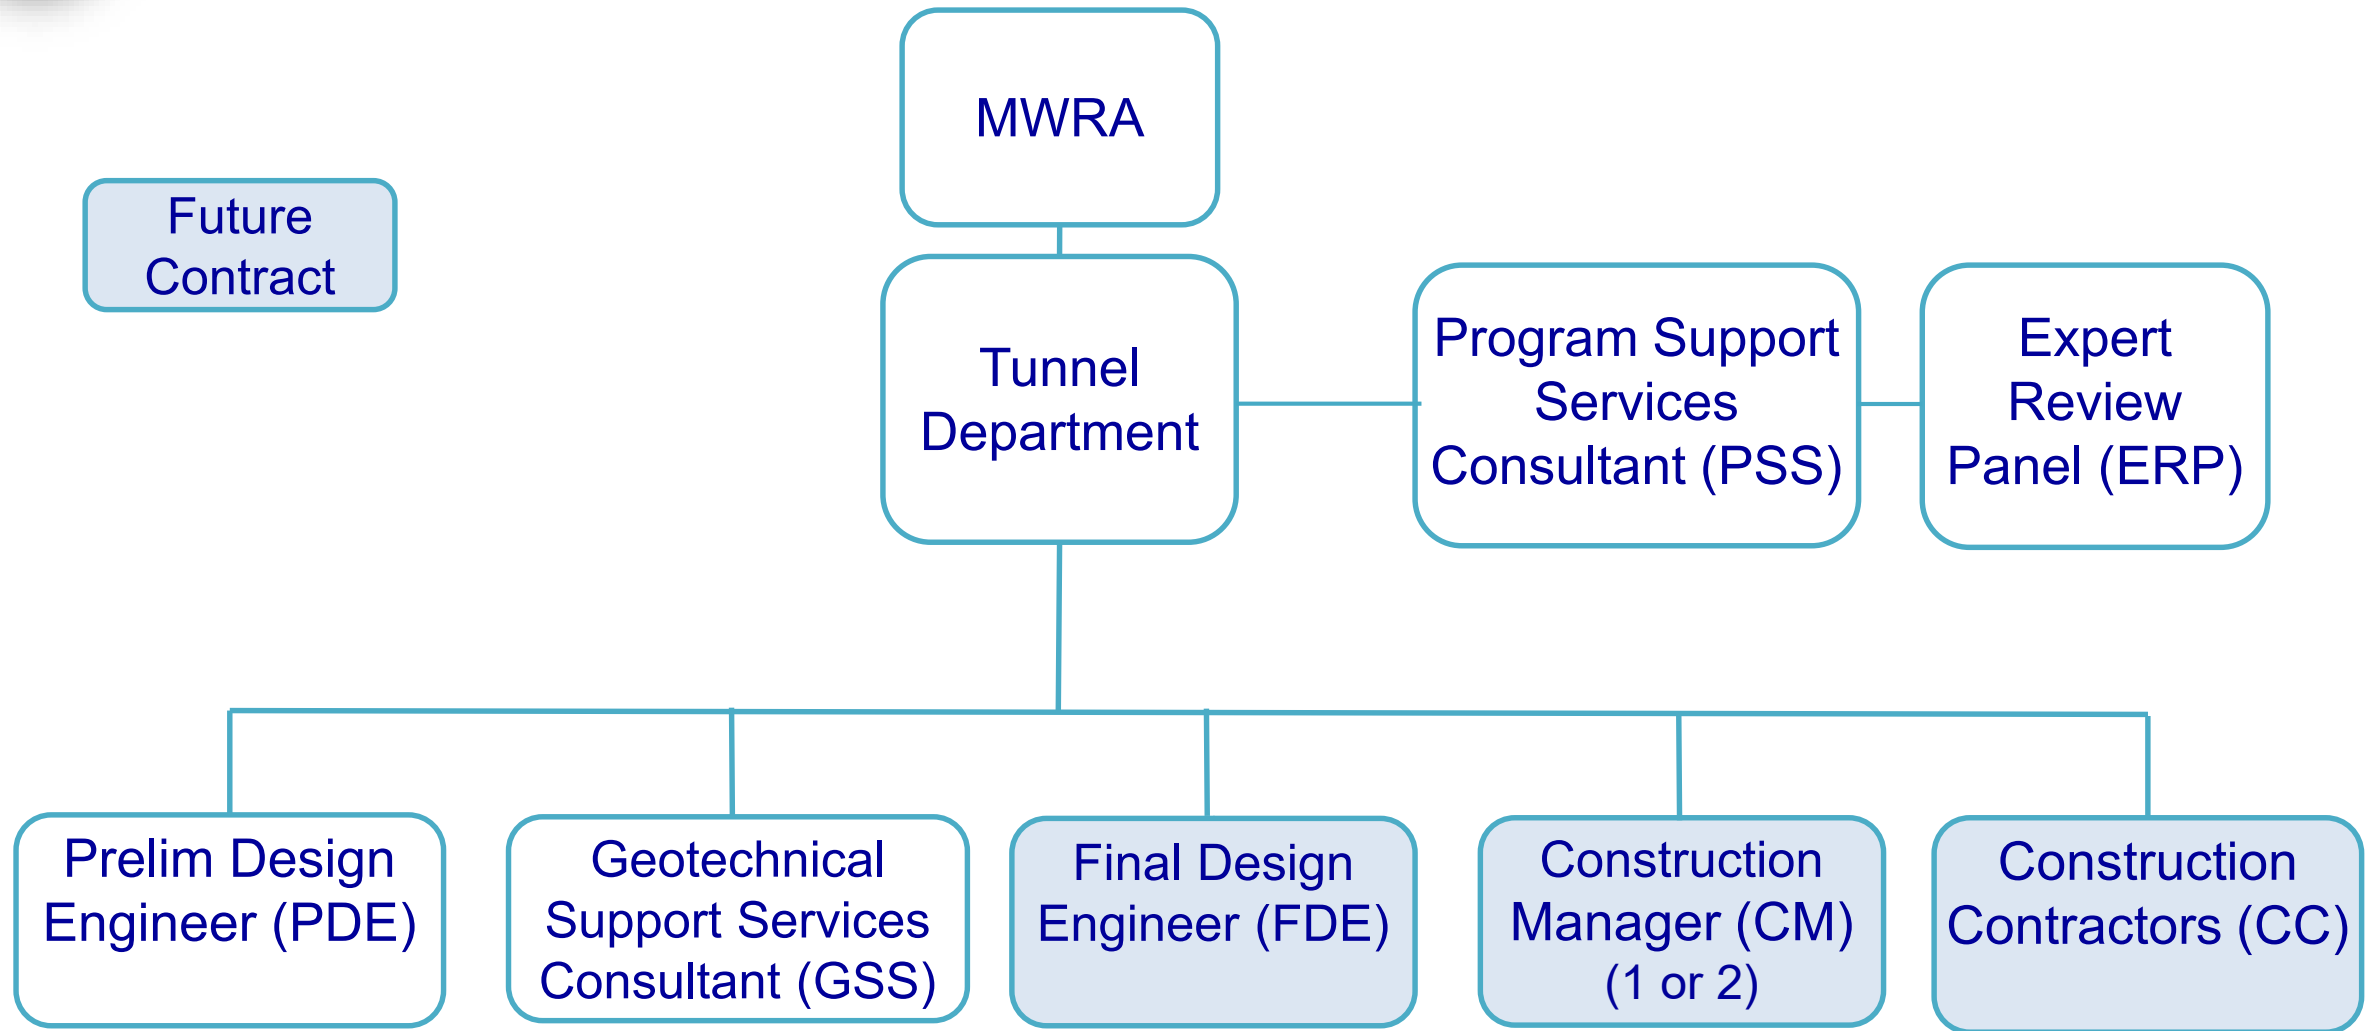 MWRA
Future
Contract
Tunnel
Department
Program Support
Services
Consultant (PSS)
Expert
Review
Panel (ERP)
Prelim Design
Engineer (PDE)
Geotechnical
Support Services
Consultant (GSS)
Final Design
Engineer (FDE)
Construction
Manager (CM)
(1 or 2)
Construction
Contractors (CC)